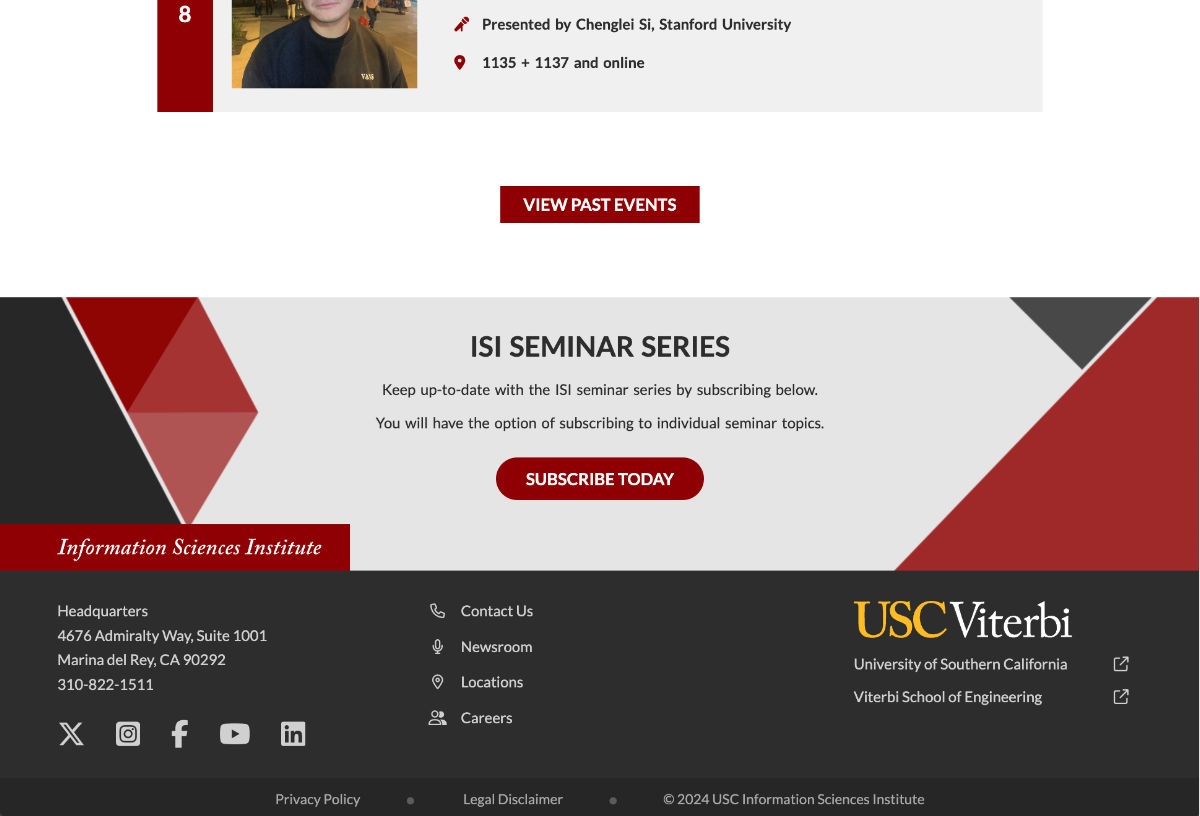 8
Presented by Chenglei Si, Stanford University
1135 + 1137 and online
VIEW PAST EVENTS
ISI SEMINAR SERIES
Keep up-to-date with the ISI seminar series by subscribing below.
You will have the option of subscribing to individual seminar topics.
SUBSCRIBE TODAY
Information Sciences Institute
Headquarters
4676 Admiralty Way, Suite 1001
Marina del Rey, CA 90292
310-822-1511
Contact Us
Newsroom
Locations
Careers
USC Viterbi
University of Southern California
Viterbi School of Engineering
Privacy Policy
Legal Disclaimer
© 2024 USC Information Sciences Institute